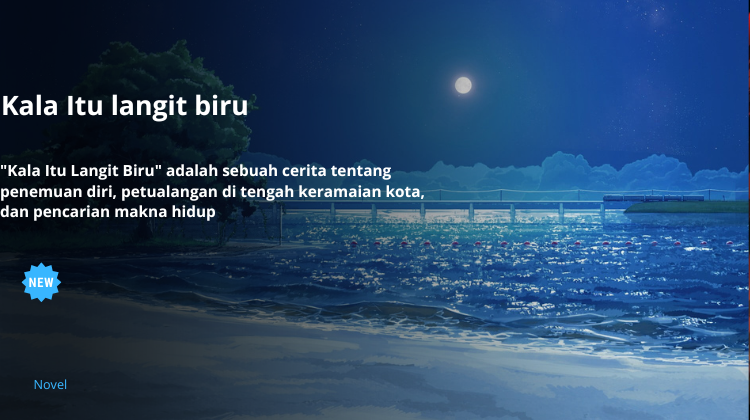 Kala Itu langit biru
"Kala Itu Langit Biru" adalah sebuah cerita tentang
penemuan diri, petualangan di tengah keramaian kota,
dan pencarian makna hidup
NEW
Novel